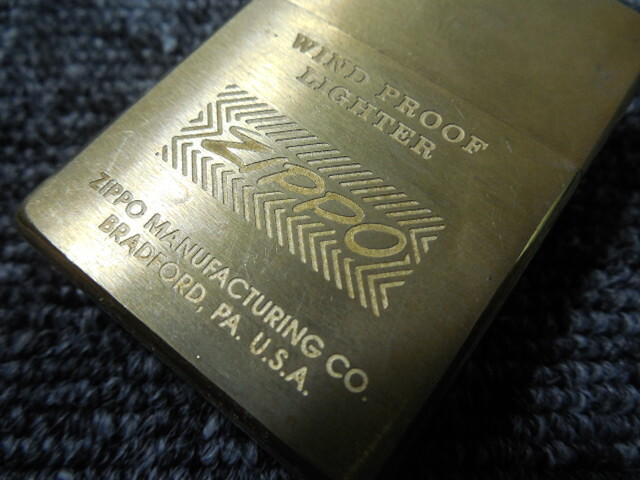 WIND PROOF
LIGHTER
ZIPPO
ZIPPO MANUFACTURING CO.
BRADFORD, PA. U.S.A.